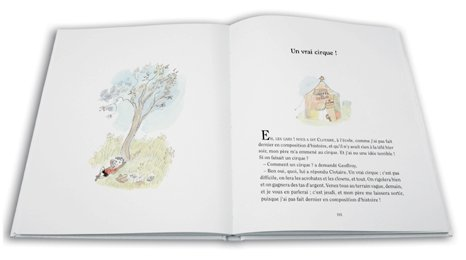 Un vrai cirque !
EH, LES GARS ! NOUS A DIT CLOTAIRE, à l'école, comme j'ai pas fait
dernier en composition d'histoire, et qu'il n'y avait rien à la télé hier
soir, mon père m'a emmené au cirque. Et j'ai eu une idée terrible !
Si on faisait un cirque !
– Comment un cirque ? a demandé Geoffroy.
– Ben oui, quoi, lui a répondu Clotaire. Un vrai cirque. C'est pas
difficile, on fera les acrobates et les clowns, et tout. On rigolera bien
et on gagnera des tas d'argent. Venez tous au terrain vague, demain,
et je vous en parlerai : c'est jeudi, et mon père me laissera sortir,
puisque j'ai pas fait dernier en composition d'histoire !